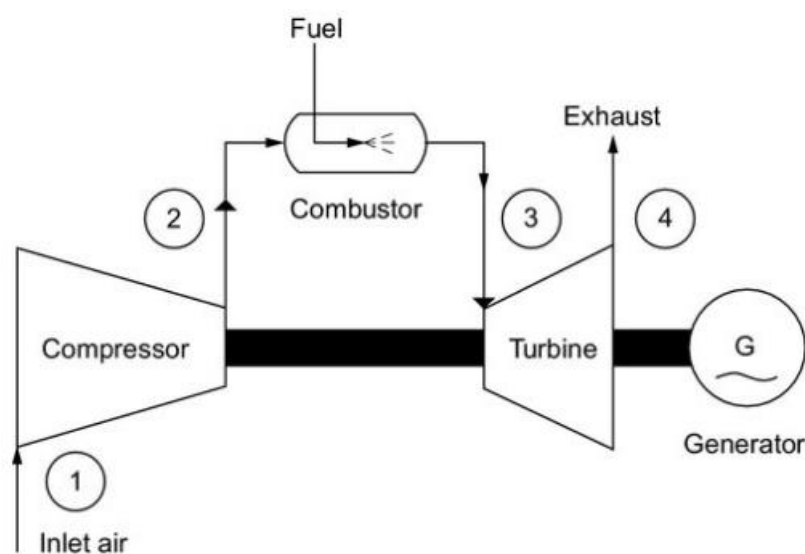 Fuel
Exhaust
2
Combustor
3
4
Compressor
Turbine
G
Generator
1
Inlet air